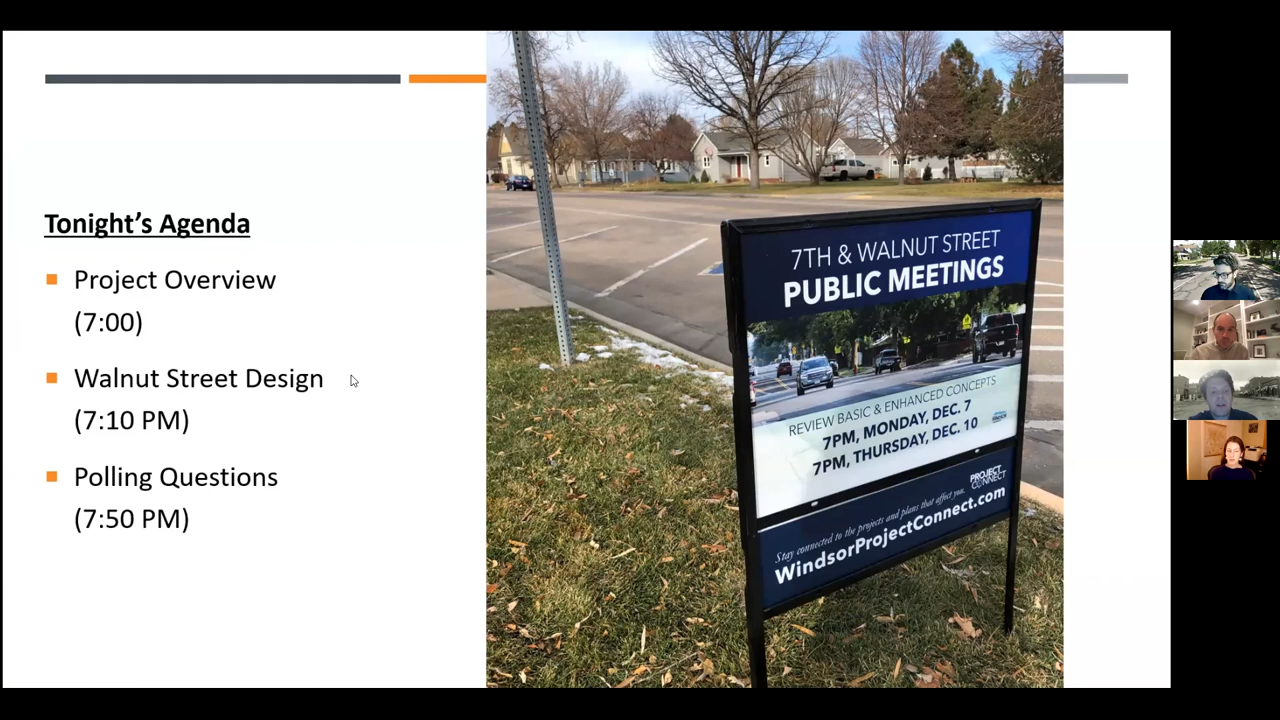 Tonight's Agenda
Project Overview
(7:00)
Walnut Street Design
(7:10 PM)
Polling Questions
(7:50 PM)
7TH & WALNUT STREET
PUBLIC MEETINGS
REVIEW BASIC & ENHANCED CONCEPTS
7PM, MONDAY, DEC. 7
7PM, THURSDAY, DEC. 10
PROJECT
CONNECT
Stay connected to the projects and plans that affect you.
WindsorProjectConnect.com